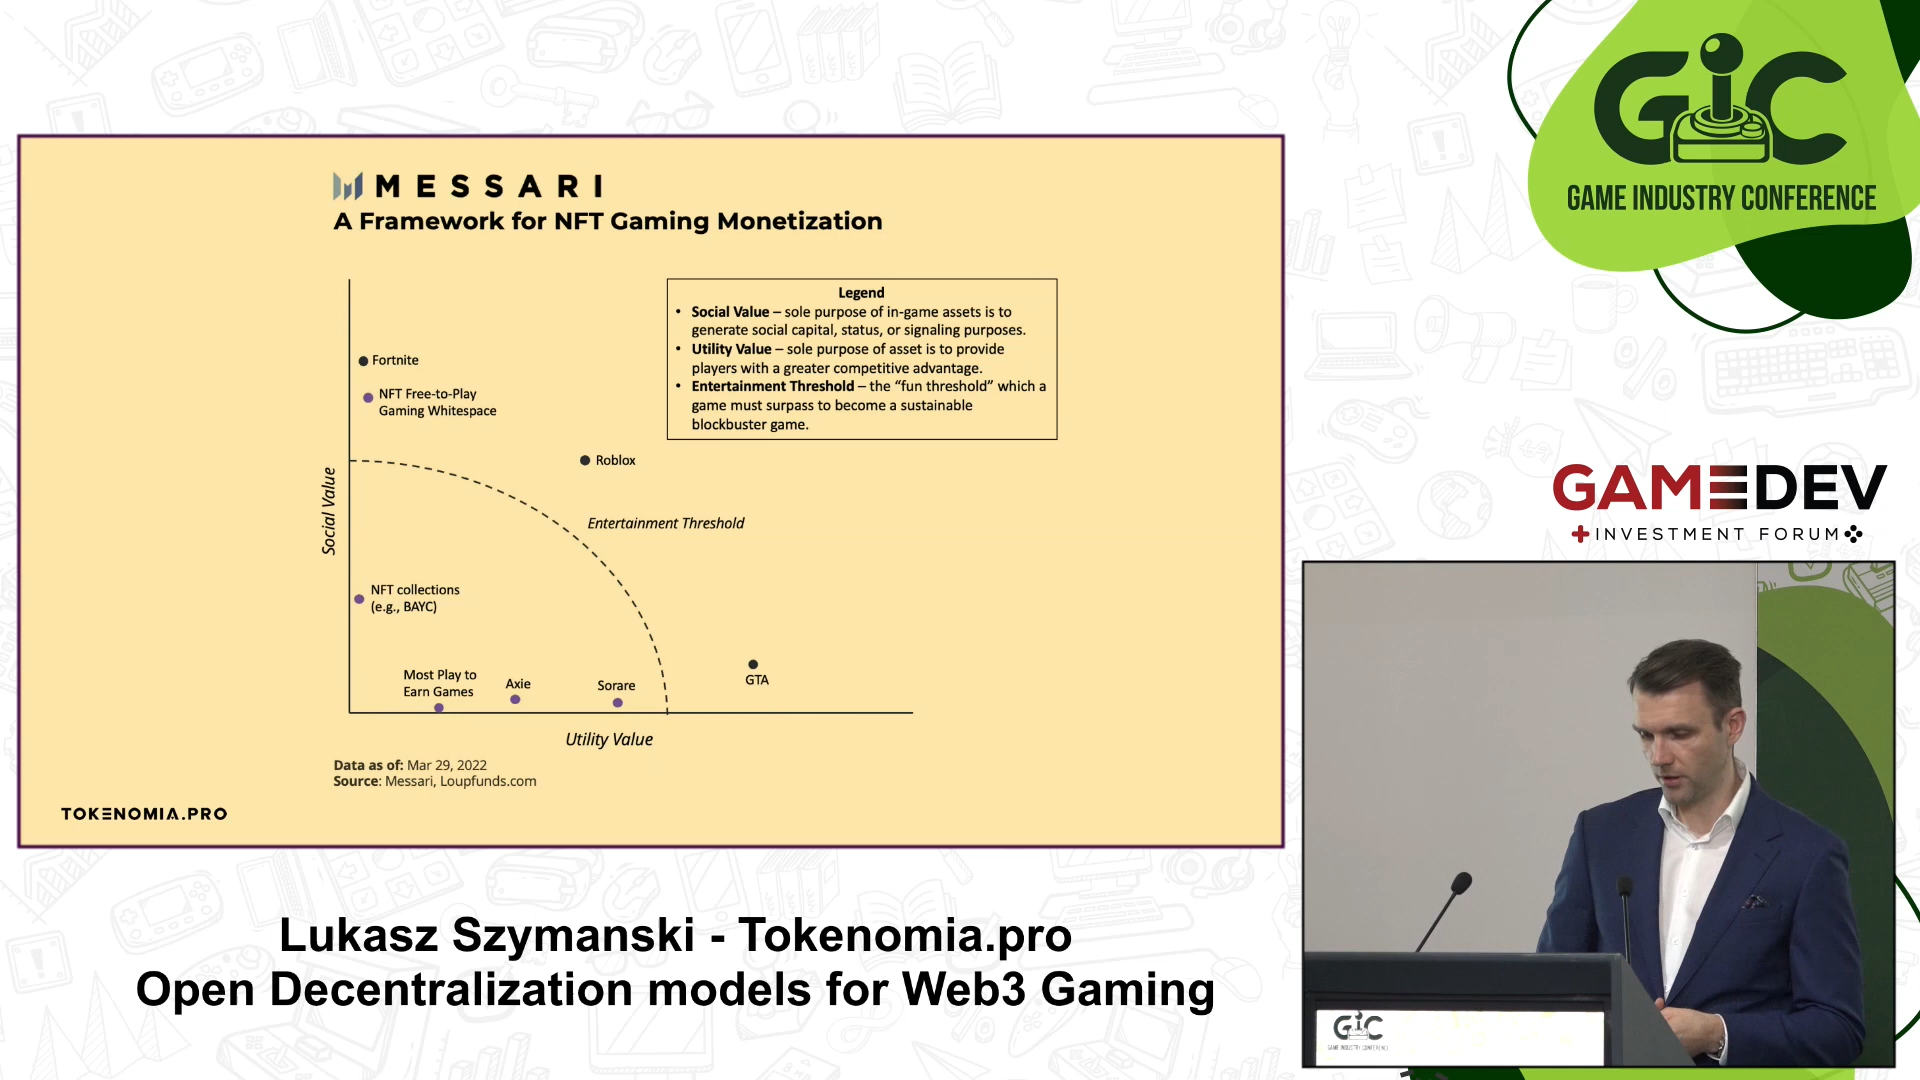 MESSARI
A Framework for NFT Gaming Monetization
Legend
• Social Value – sole purpose of in-game assets is to
generate social capital, status, or signaling purposes.
• Utility Value – sole purpose of asset is to provide
players with a greater competitive advantage.
• Entertainment Threshold – the “fun threshold” which a
game must surpass to become a sustainable
blockbuster game.
Fortnite
NFT Free-to-Play
Gaming Whitespace
Roblox
Entertainment Threshold
Social Value
NFT collections
(e.g., BAYC)
Most Play to
Earn Games
Axie
Sorare
GTA
Utility Value
Data as of: Mar 29, 2022
Source: Messari, Loupfunds.com
TOKENOMIA.PRO
GIC
GAME INDUSTRY CONFERENCE
GAMEDEV
INVESTMENT FORUM
GIC
GAME INDUSTRY CONFERENCE
Lukasz Szymanski - Tokenomia.pro
Open Decentralization models for Web3 Gaming